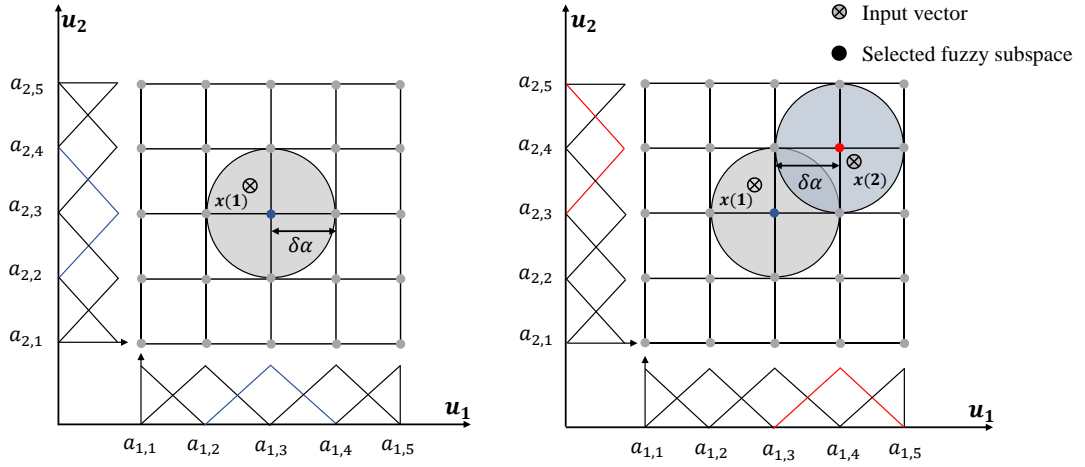 u₂
a₂,₅
a₂,₄
a₂,₃
a₂,₂
a₂,₁
x(1)
δα
u₁
a₁,₁ a₁,₂ a₁,₃ a₁,₄ a₁,₅
Input vector
Selected fuzzy subspace
u₂
a₂,₅
a₂,₄
a₂,₃
a₂,₂
a₂,₁
δα
x(2)
x(1)
u₁
a₁,₁ a₁,₂ a₁,₃ a₁,₄ a₁,₅